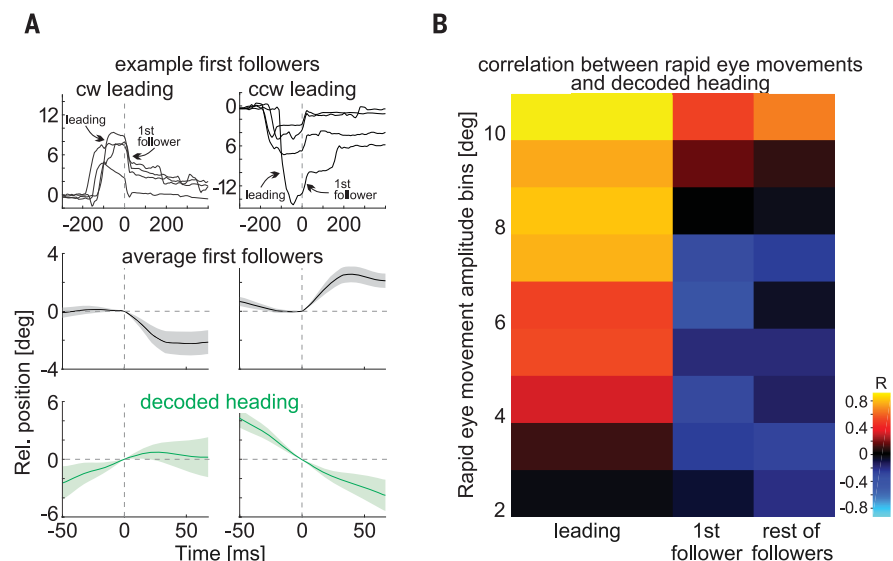 A
example first followers
cw leading
ccw leading
12
6
0
leading
1st
follower
-200 0 200
0
-6
-12
leading
1st
follower
-200 0 200
Rel. position [deg]
average first followers
4
0
-4
decoded heading
6
0
-6
-50 0 50
-50 0 50
Time [ms]
B
correlation between rapid eye movements
and decoded heading
Rapid eye movement amplitude bins [deg]
10
8
6
4
2
leading
1st
follower
rest of
followers
R
0.8
0.4
0
-0.4
-0.8